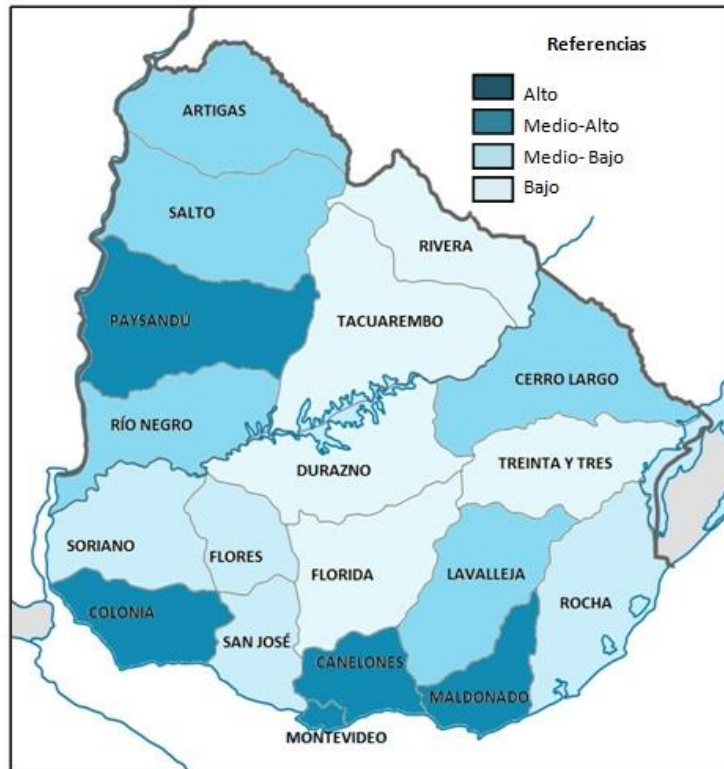 Referencias
Alto
Medio-Alto
Medio- Bajo
Bajo
ARTIGAS
SALTO
RIVERA
PAYSANDÚ
TACUAREMBO
CERRO LARGO
RÍO NEGRO
DURAZNO
TREINTA Y TRES
SORIANO
FLORES
FLORIDA
LAVALLEJA
ROCHA
COLONIA
SAN JOSÉ
CANELONES
MALDONADO
MONTEVIDEO